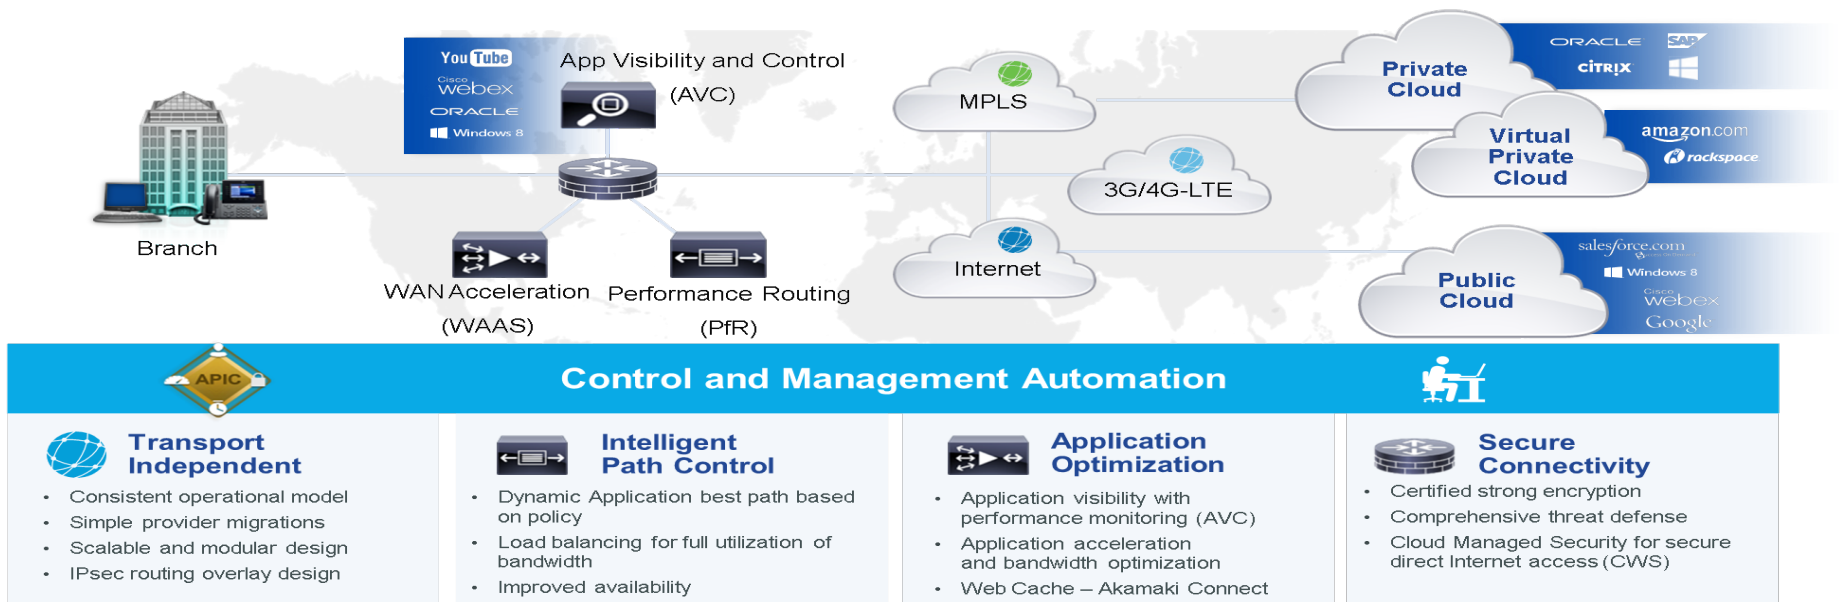 YouTube
Cisco
webex
ORACLE
Windows 8
App Visibility and Control
(AVC)
MPLS
3G/4G-LTE
Internet
Private
Cloud
ORACLE
SAP
CITRIX
Virtual
Private
Cloud
amazon.com
rackspace
Public
Cloud
salesforce.com
Windows 8
Cisco
webex
Google
Branch
WAN Acceleration
(WAAS)
Performance Routing
(PfR)
APIC
Control and Management Automation
Transport
Independent
• Consistent operational model
• Simple provider migrations
• Scalable and modular design
• IPsec routing overlay design
Intelligent
Path Control
• Dynamic Application best path based
on policy
• Load balancing for full utilization of
bandwidth
• Improved availability
Application
Optimization
• Application visibility with
performance monitoring (AVC)
• Application acceleration
and bandwidth optimization
• Web Cache – Akamaki Connect
Secure
Connectivity
• Certified strong encryption
• Comprehensive threat defense
• Cloud Managed Security for secure
direct Internet access (CWS)